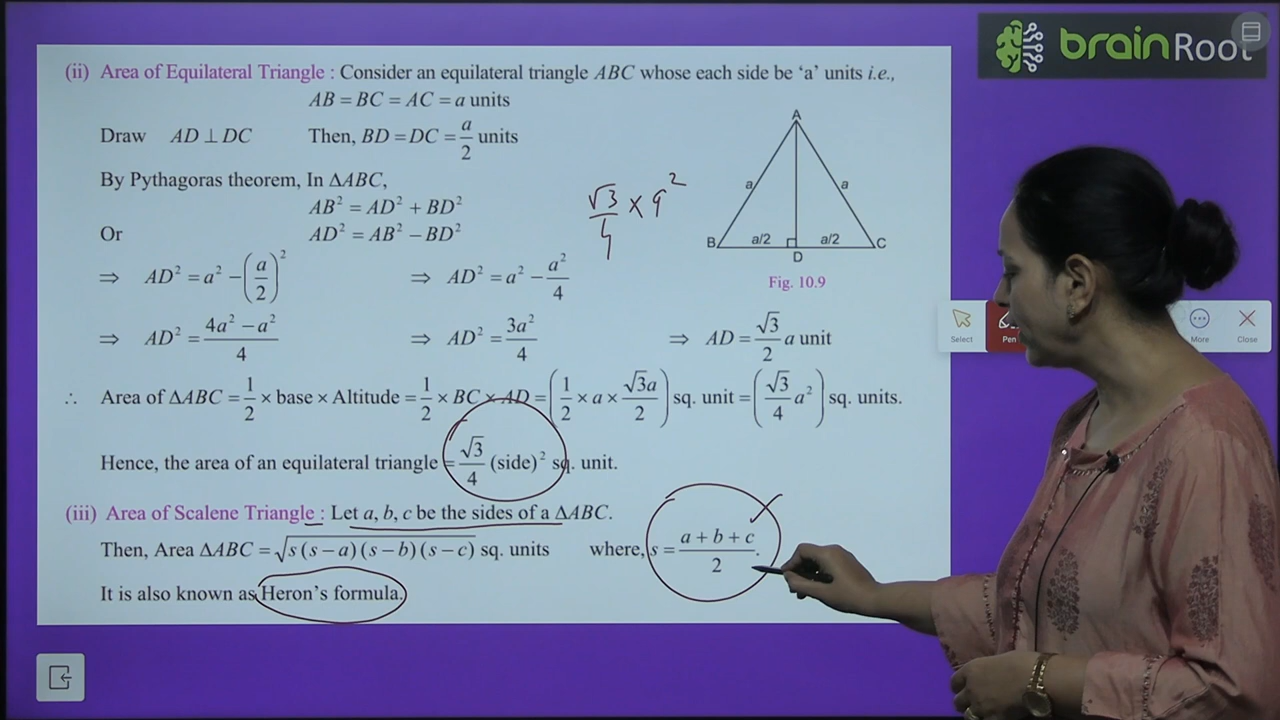 brainRoot
(ii) Area of Equilateral Triangle : Consider an equilateral triangle ABC whose each side be ‘a’ units i.e.,
AB = BC = AC = a units
Draw AD ⊥ DC Then, BD = DC = a/2 units
By Pythagoras theorem, In ΔABC,
AB² = AD² + BD²
Or AD² = AB² − BD²
⇒ AD² = a² − (a/2)² ⇒ AD² = a² − a²/4
⇒ AD² = (4a² − a²)/4 ⇒ AD² = 3a²/4 ⇒ AD = √3/2 a unit
∴ Area of ΔABC = 1/2 × base × Altitude = 1/2 × BC × AD = (1/2 × a × √3a/2) sq. unit = (√3/4 a²) sq. units.
Hence, the area of an equilateral triangle = √3/4 (side)² sq. unit.
(iii) Area of Scalene Triangle : Let a, b, c be the sides of a ΔABC.
Then, Area ΔABC = √(s(s−a)(s−b)(s−c)) sq. units where, s = (a + b + c)/2.
It is also known as Heron’s formula.
√3/4 × a²
A
a a
B a/2 a/2 C
D
Fig. 10.9
Select Pen More Close